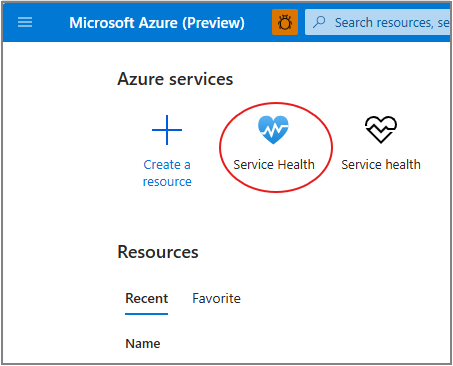 Microsoft Azure (Preview)
Search resources, se
Azure services
Create a
resource
Service Health
Service health
Resources
Recent
Favorite
Name